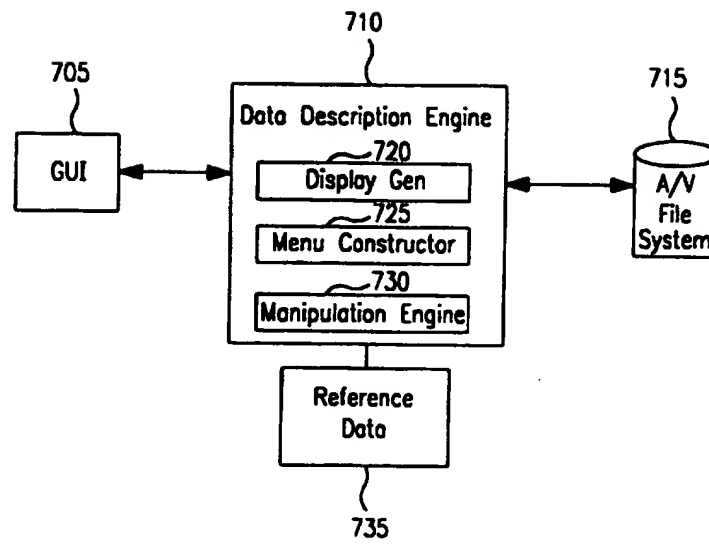 710
705
715
Data Description Engine
GUI
720
Display Gen
725
Menu Constructor
730
Manipulation Engine
A/V
File
System
Reference
Data
735